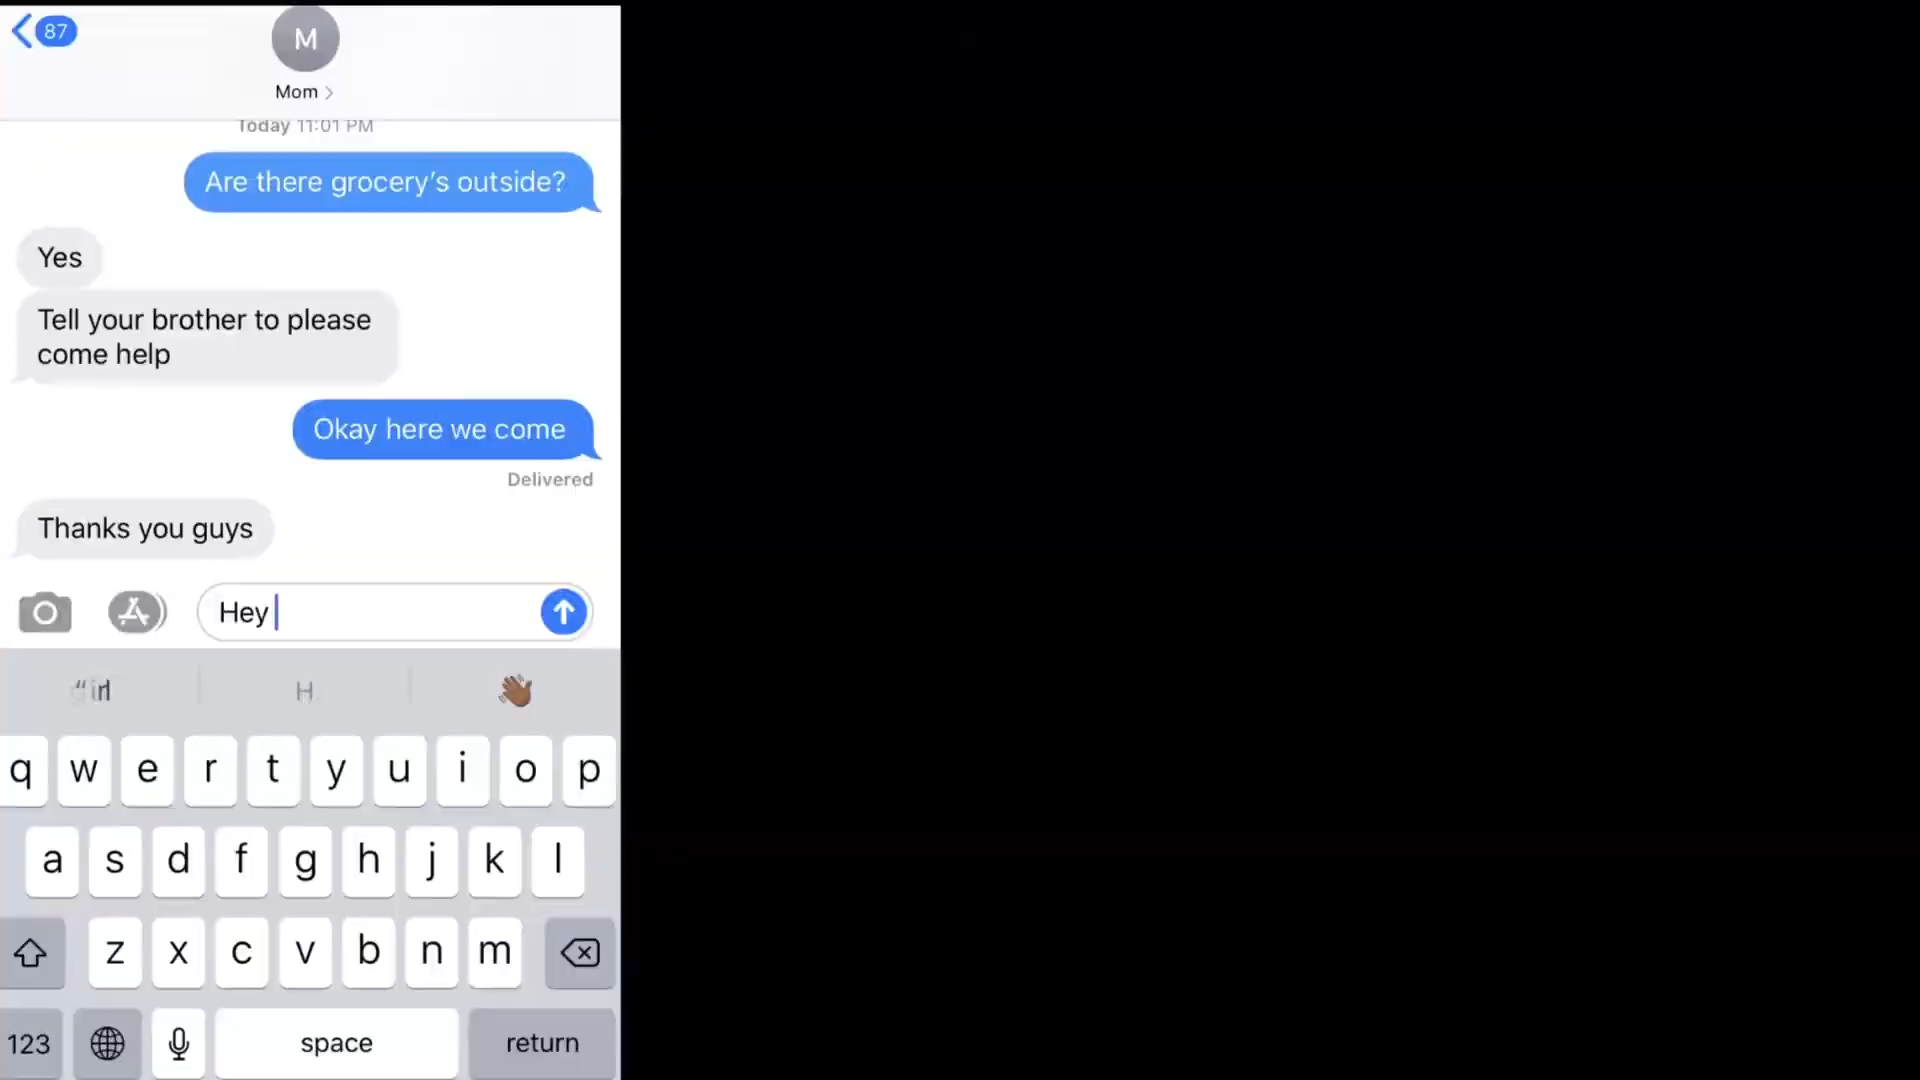 87
M
Mom
Today 11:01 PM
Are there grocery’s outside?
Yes
Tell your brother to please
come help
Okay here we come
Delivered
Thanks you guys
Hey
H
q w e r t y u i o p
a s d f g h j k l
z x c v b n m
123 space return